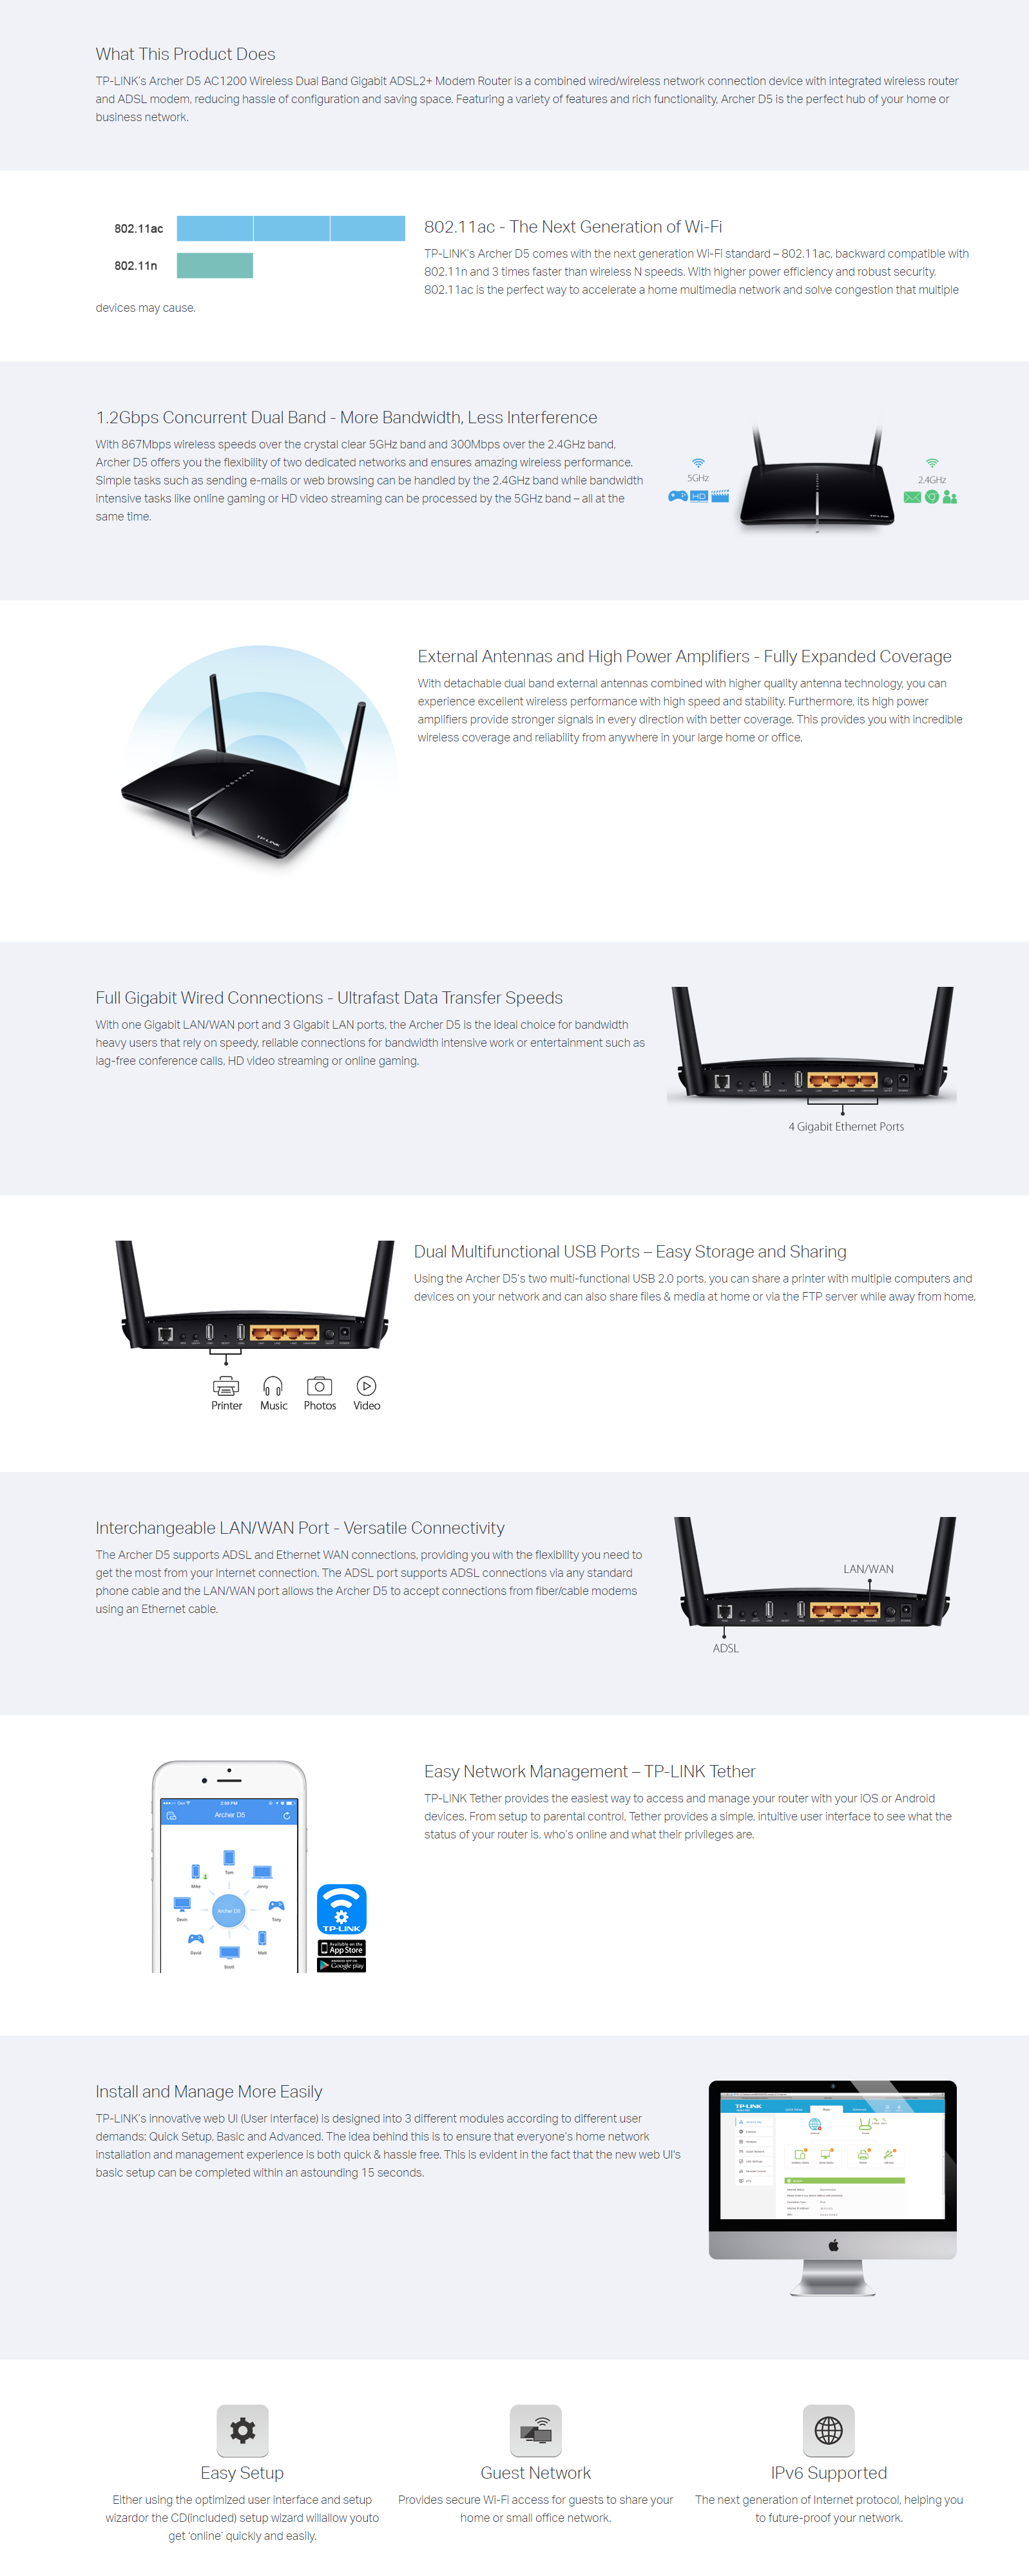 What This Product Does
TP-LINK's Archer D5 AC1200 Wireless Dual Band Gigabit ADSL2+ Modem Router is a combined wired/wireless network connection device with integrated wireless router
and ADSL modem, reducing hassle of configuration and saving space. Featuring a variety of features and rich functionality, Archer D5 is the perfect hub of your home or
business network.
802.11ac
802.11n
802.11ac - The Next Generation of Wi-Fi
TP-LINK's Archer D5 comes with the next generation Wi-Fi standard – 802.11ac, backward compatible with
802.11n and 3 times faster than wireless N speeds. With higher power efficiency and robust security,
802.11ac is the perfect way to accelerate a home multimedia network and solve congestion that multiple
devices may cause.
1.2Gbps Concurrent Dual Band - More Bandwidth, Less Interference
With 867Mbps wireless speeds over the crystal clear 5GHz band and 300Mbps over the 2.4GHz band,
Archer D5 offers you the flexibility of two dedicated networks and ensures amazing wireless performance.
Simple tasks such as sending e-mails or web browsing can be handled by the 2.4GHz band while bandwidth
intensive tasks like online gaming or HD video streaming can be processed by the 5GHz band – all at the
same time.
5GHz
HD
2.4GHz
TP-LINK
External Antennas and High Power Amplifiers - Fully Expanded Coverage
With detachable dual band external antennas combined with higher quality antenna technology, you can
experience excellent wireless performance with high speed and stability. Furthermore, its high power
amplifiers provide stronger signals in every direction with better coverage. This provides you with incredible
wireless coverage and reliability from anywhere in your large home or office.
TP-LINK
Full Gigabit Wired Connections - Ultrafast Data Transfer Speeds
With one Gigabit LAN/WAN port and 3 Gigabit LAN ports, the Archer D5 is the ideal choice for bandwidth
heavy users that rely on speedy, reliable connections for bandwidth intensive work or entertainment such as
lag-free conference calls, HD video streaming or online gaming.
4 Gigabit Ethernet Ports
Dual Multifunctional USB Ports – Easy Storage and Sharing
Using the Archer D5's two multi-functional USB 2.0 ports, you can share a printer with multiple computers and
devices on your network and can also share files & media at home or via the FTP server while away from home.
Printer Music Photos Video
Interchangeable LAN/WAN Port - Versatile Connectivity
The Archer D5 supports ADSL and Ethernet WAN connections, providing you with the flexibility you need to
get the most from your Internet connection. The ADSL port supports ADSL connections via any standard
phone cable and the LAN/WAN port allows the Archer D5 to accept connections from fiber/cable modems
using an Ethernet cable.
LAN/WAN
ADSL
Easy Network Management – TP-LINK Tether
TP-LINK Tether provides the easiest way to access and manage your router with your iOS or Android
devices. From setup to parental control, Tether provides a simple, intuitive user interface to see what the
status of your router is, who's online and what their privileges are.
2:05 PM
Archer D5
Tom
Mike
Jenny
Devin
Archer D5
Tony
David
Matt
Scott
TP-LINK
Available on the
App Store
ANDROID APP ON
Google play
Install and Manage More Easily
TP-LINK's innovative web UI (User Interface) is designed into 3 different modules according to different user
demands: Quick Setup, Basic and Advanced. The idea behind this is to ensure that everyone's home network
installation and management experience is both quick & hassle free. This is evident in the fact that the new web UI's
basic setup can be completed within an astounding 15 seconds.
TP-LINK
Quick Setup Basic Advanced
Easy Setup
Either using the optimized user interface and setup
wizardor the CD(included) setup wizard willallow youto
get 'online' quickly and easily.
Guest Network
Provides secure Wi-Fi access for guests to share your
home or small office network.
IPv6 Supported
The next generation of Internet protocol, helping you
to future-proof your network.